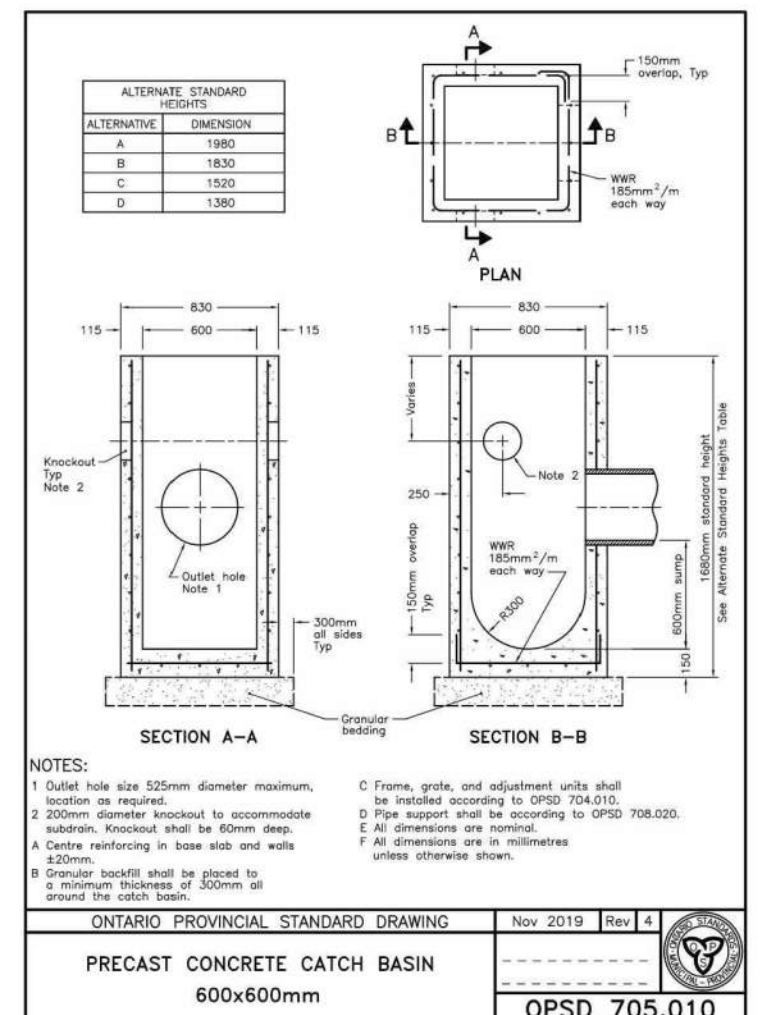 ALTERNATE STANDARD
HEIGHTS
ALTERNATIVE DIMENSION
A 1980
B 1830
C 1520
D 1380
A
150mm
overlap, Typ
B B
WWR
185mm²/m
each way
A
PLAN
830
115 600 115
Knockout
Typ
Note 2
Outlet hole
Note 1
300mm
all sides
Typ
SECTION A-A
830
115 600 115
Varies
Note 2
250
WWR
185mm²/m
each way
150mm overlap
Typ
R300
600mm sump
150
1680mm standard height
See Alternate Standard Heights Table
Granular
bedding
SECTION B-B
NOTES:
1 Outlet hole size 525mm diameter maximum,
location as required.
2 200mm diameter knockout to accommodate
subdrain. Knockout shall be 60mm deep.
A Centre reinforcing in base slab and walls
±20mm.
B Granular backfill shall be placed to
a minimum thickness of 300mm all
around the catch basin.
C Frame, grate, and adjustment units shall
be installed according to OPSD 704.010.
D Pipe support shall be according to OPSD 708.020.
E All dimensions are nominal.
F All dimensions are in millimetres
unless otherwise shown.
ONTARIO PROVINCIAL STANDARD DRAWING
Nov 2019 Rev 4
PRECAST CONCRETE CATCH BASIN
600x600mm
ONTARIO STANDARDS
MUNICIPAL - PROVINCIAL
OPS
OPSD 705.010